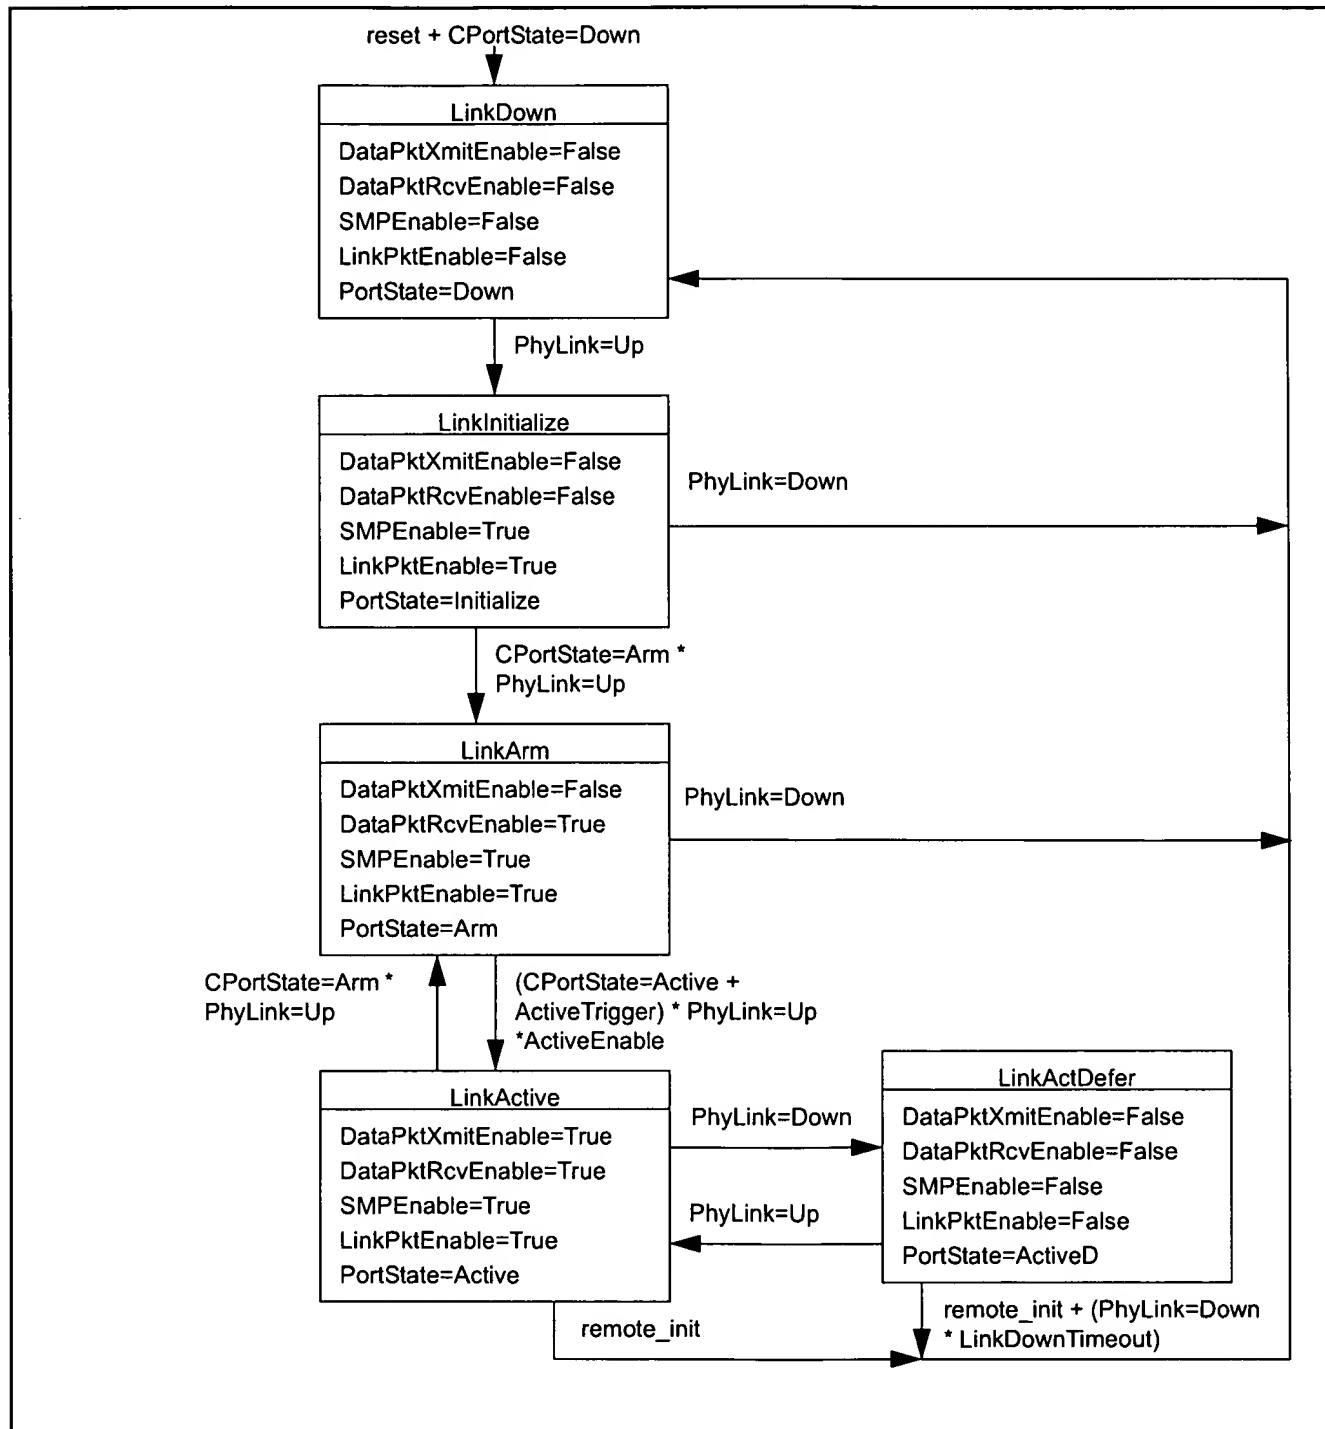 reset + CPortState=Down
LinkDown
DataPktXmitEnable=False
DataPktRcvEnable=False
SMPEnable=False
LinkPktEnable=False
PortState=Down
PhyLink=Up
LinkInitialize
DataPktXmitEnable=False
DataPktRcvEnable=False
SMPEnable=True
LinkPktEnable=True
PortState=Initialize
PhyLink=Down
CPortState=Arm *
PhyLink=Up
LinkArm
DataPktXmitEnable=False
DataPktRcvEnable=True
SMPEnable=True
LinkPktEnable=True
PortState=Arm
PhyLink=Down
CPortState=Arm *
PhyLink=Up
(CPortState=Active +
ActiveTrigger) * PhyLink=Up
*ActiveEnable
LinkActive
DataPktXmitEnable=True
DataPktRcvEnable=True
SMPEnable=True
LinkPktEnable=True
PortState=Active
PhyLink=Down
PhyLink=Up
LinkActDefer
DataPktXmitEnable=False
DataPktRcvEnable=False
SMPEnable=False
LinkPktEnable=False
PortState=ActiveD
remote_init
remote_init + (PhyLink=Down
* LinkDownTimeout)